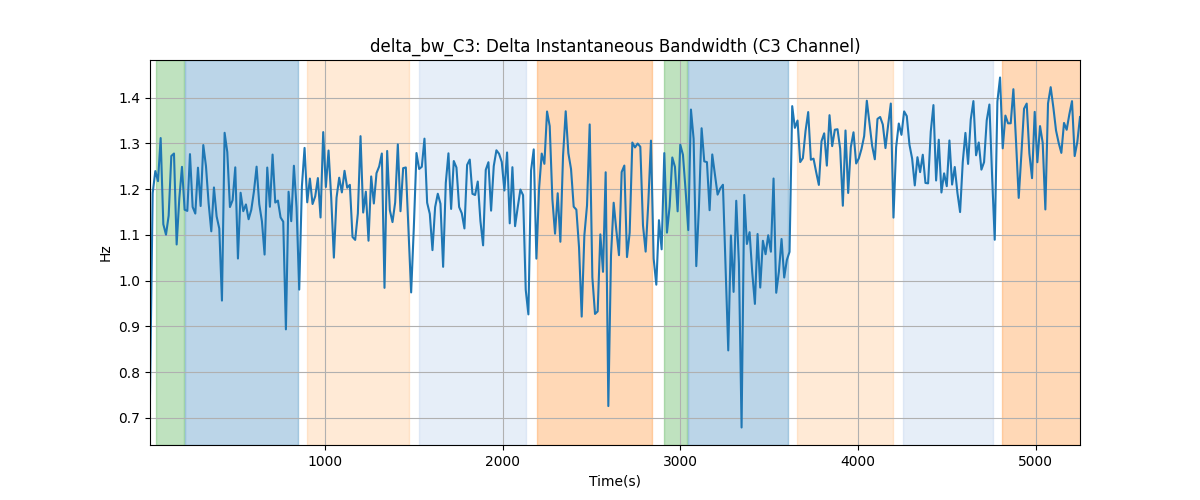 delta_bw_C3: Delta Instantaneous Bandwidth (C3 Channel)
1.4
1.3
1.2
1.1
1.0
0.9
0.8
0.7
Hz
1000 2000 3000 4000 5000
Time(s)